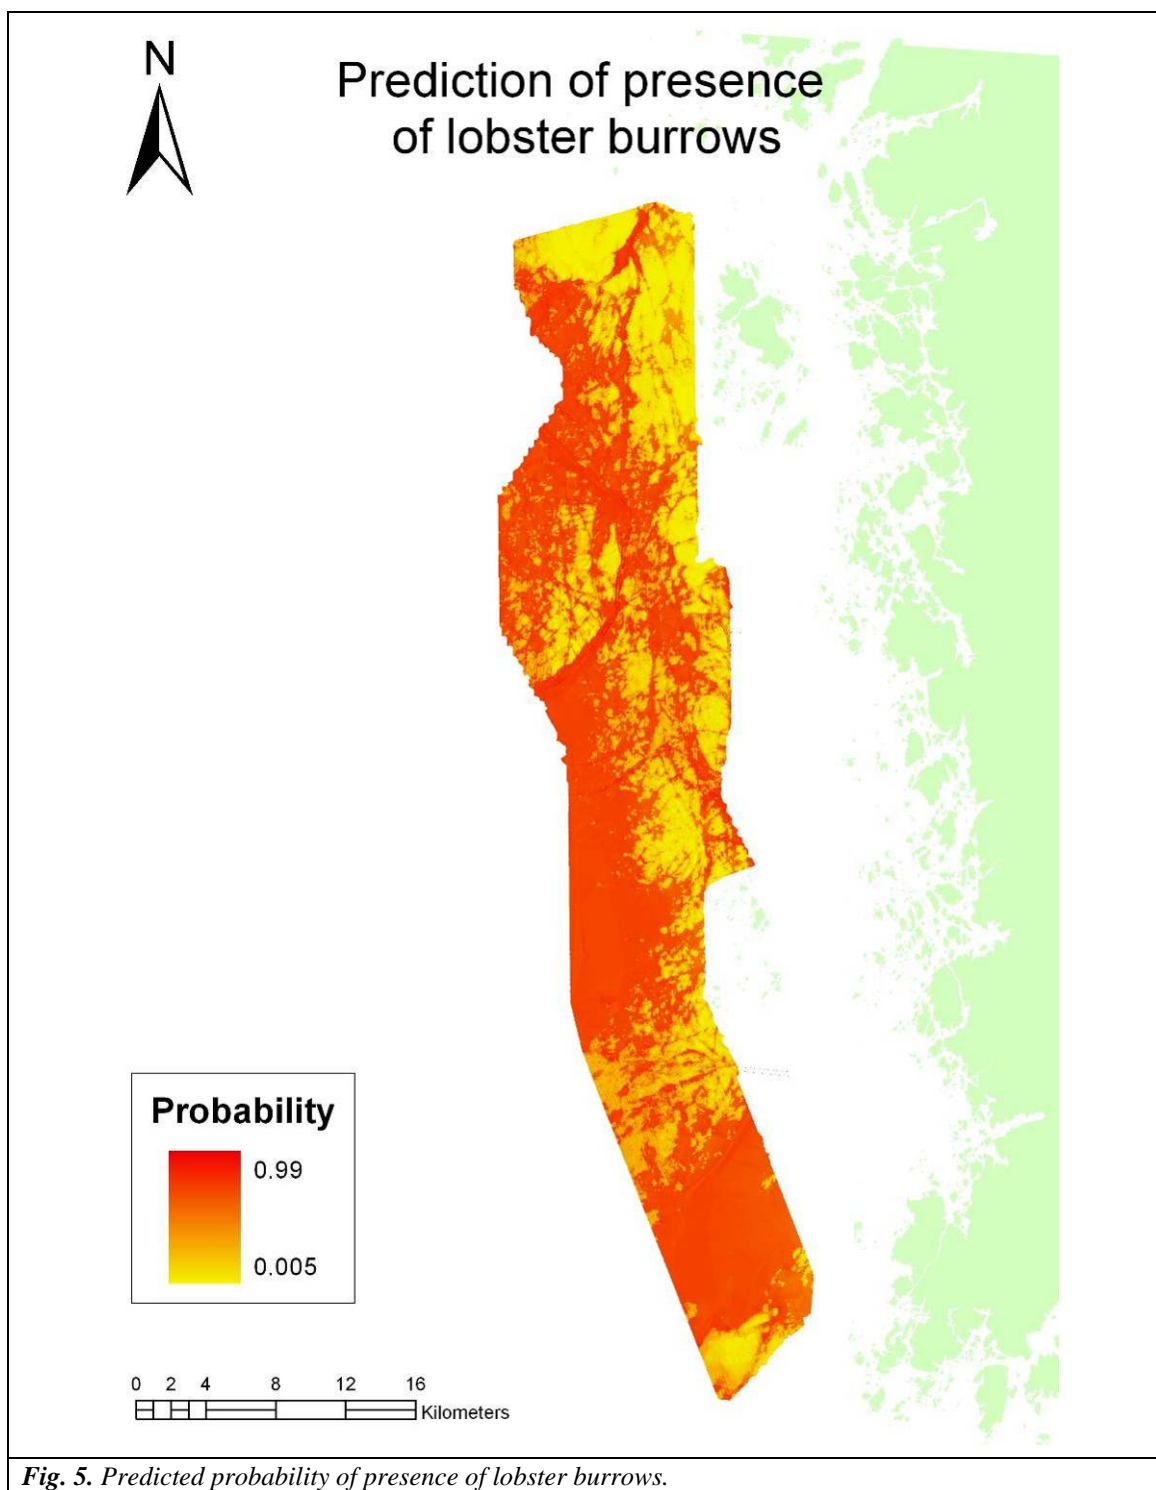 N
Prediction of presence
of lobster burrows
Probability
0.99
0.005
0 2 4 8 12 16
Kilometers
Fig. 5. Predicted probability of presence of lobster burrows.